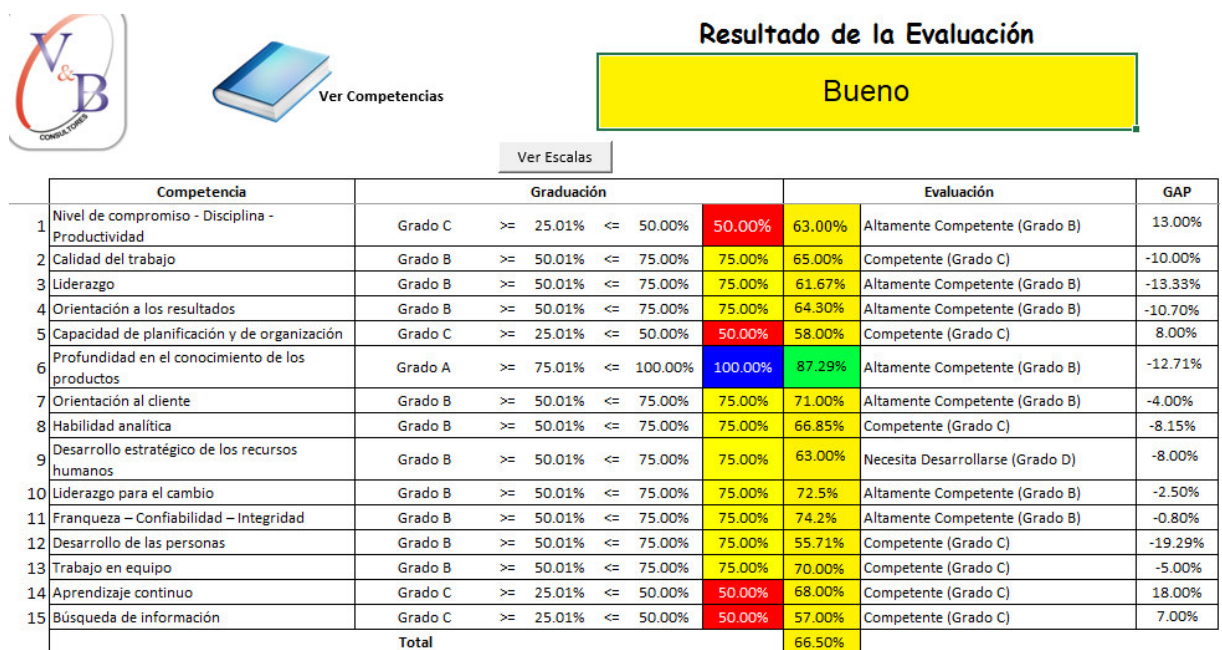 V
&
B
CONSULTORES
Ver Competencias
Resultado de la Evaluación
Bueno
Ver Escalas
Competencia Graduación Evaluación GAP
1 Nivel de compromiso - Disciplina -
Productividad Grado C >= 25.01% <= 50.00% 50.00% 63.00% Altamente Competente (Grado B) 13.00%
2 Calidad del trabajo Grado B >= 50.01% <= 75.00% 75.00% 65.00% Competente (Grado C) -10.00%
3 Liderazgo Grado B >= 50.01% <= 75.00% 75.00% 61.67% Altamente Competente (Grado B) -13.33%
4 Orientación a los resultados Grado B >= 50.01% <= 75.00% 75.00% 64.30% Altamente Competente (Grado B) -10.70%
5 Capacidad de planificación y de organización Grado C >= 25.01% <= 50.00% 50.00% 58.00% Competente (Grado C) 8.00%
6 Profundidad en el conocimiento de los
productos Grado A >= 75.01% <= 100.00% 100.00% 87.29% Altamente Competente (Grado B) -12.71%
7 Orientación al cliente Grado B >= 50.01% <= 75.00% 75.00% 71.00% Altamente Competente (Grado B) -4.00%
8 Habilidad analítica Grado B >= 50.01% <= 75.00% 75.00% 66.85% Competente (Grado C) -8.15%
9 Desarrollo estratégico de los recursos
humanos Grado B >= 50.01% <= 75.00% 75.00% 63.00% Necesita Desarrollarse (Grado D) -8.00%
10 Liderazgo para el cambio Grado B >= 50.01% <= 75.00% 75.00% 72.5% Altamente Competente (Grado B) -2.50%
11 Franqueza – Confiabilidad – Integridad Grado B >= 50.01% <= 75.00% 75.00% 74.2% Altamente Competente (Grado B) -0.80%
12 Desarrollo de las personas Grado B >= 50.01% <= 75.00% 75.00% 55.71% Competente (Grado C) -19.29%
13 Trabajo en equipo Grado B >= 50.01% <= 75.00% 75.00% 70.00% Competente (Grado C) -5.00%
14 Aprendizaje continuo Grado C >= 25.01% <= 50.00% 50.00% 68.00% Competente (Grado C) 18.00%
15 Búsqueda de información Grado C >= 25.01% <= 50.00% 50.00% 57.00% Competente (Grado C) 7.00%
Total 66.50%